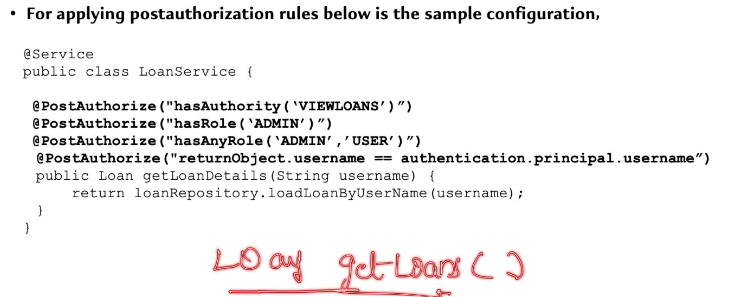 • For applying postauthorization rules below is the sample configuration,
@Service
public class LoanService {
@PostAuthorize("hasAuthority(‘VIEWLOANS’)”)
@PostAuthorize("hasRole(‘ADMIN’)”)
@PostAuthorize("hasAnyRole(‘ADMIN’,’USER’)”)
@PostAuthorize("returnObject.username == authentication.principal.username”)
public Loan getLoanDetails(String username) {
return loanRepository.loadLoanByUserName(username);
}
}
Loan getLoans()